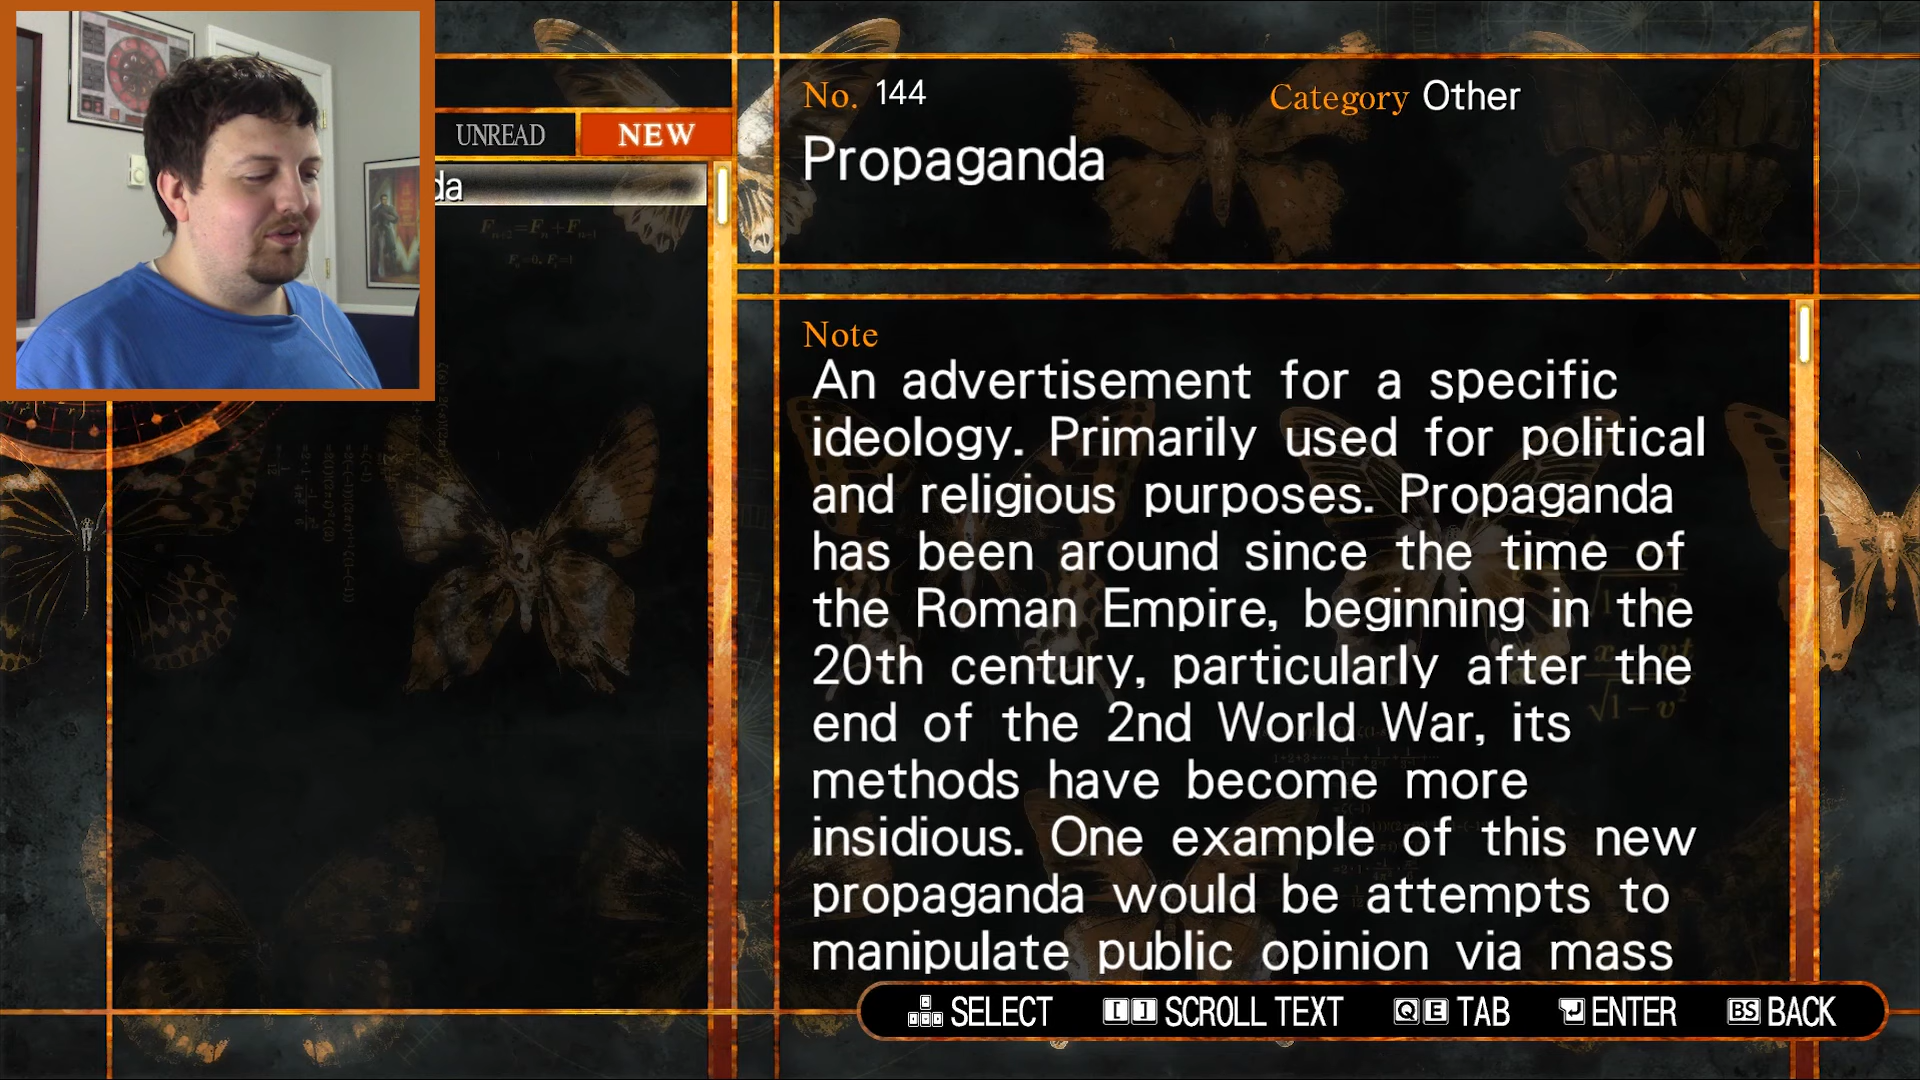 No. 144
Category Other
Propaganda
UNREAD
NEW
da
Note
An advertisement for a specific
ideology. Primarily used for political
and religious purposes. Propaganda
has been around since the time of
the Roman Empire, beginning in the
20th century, particularly after the
end of the 2nd World War, its
methods have become more
insidious. One example of this new
propaganda would be attempts to
manipulate public opinion via mass
[ ] SCROLL TEXT
SELECT
Q E TAB
ENTER
BS BACK